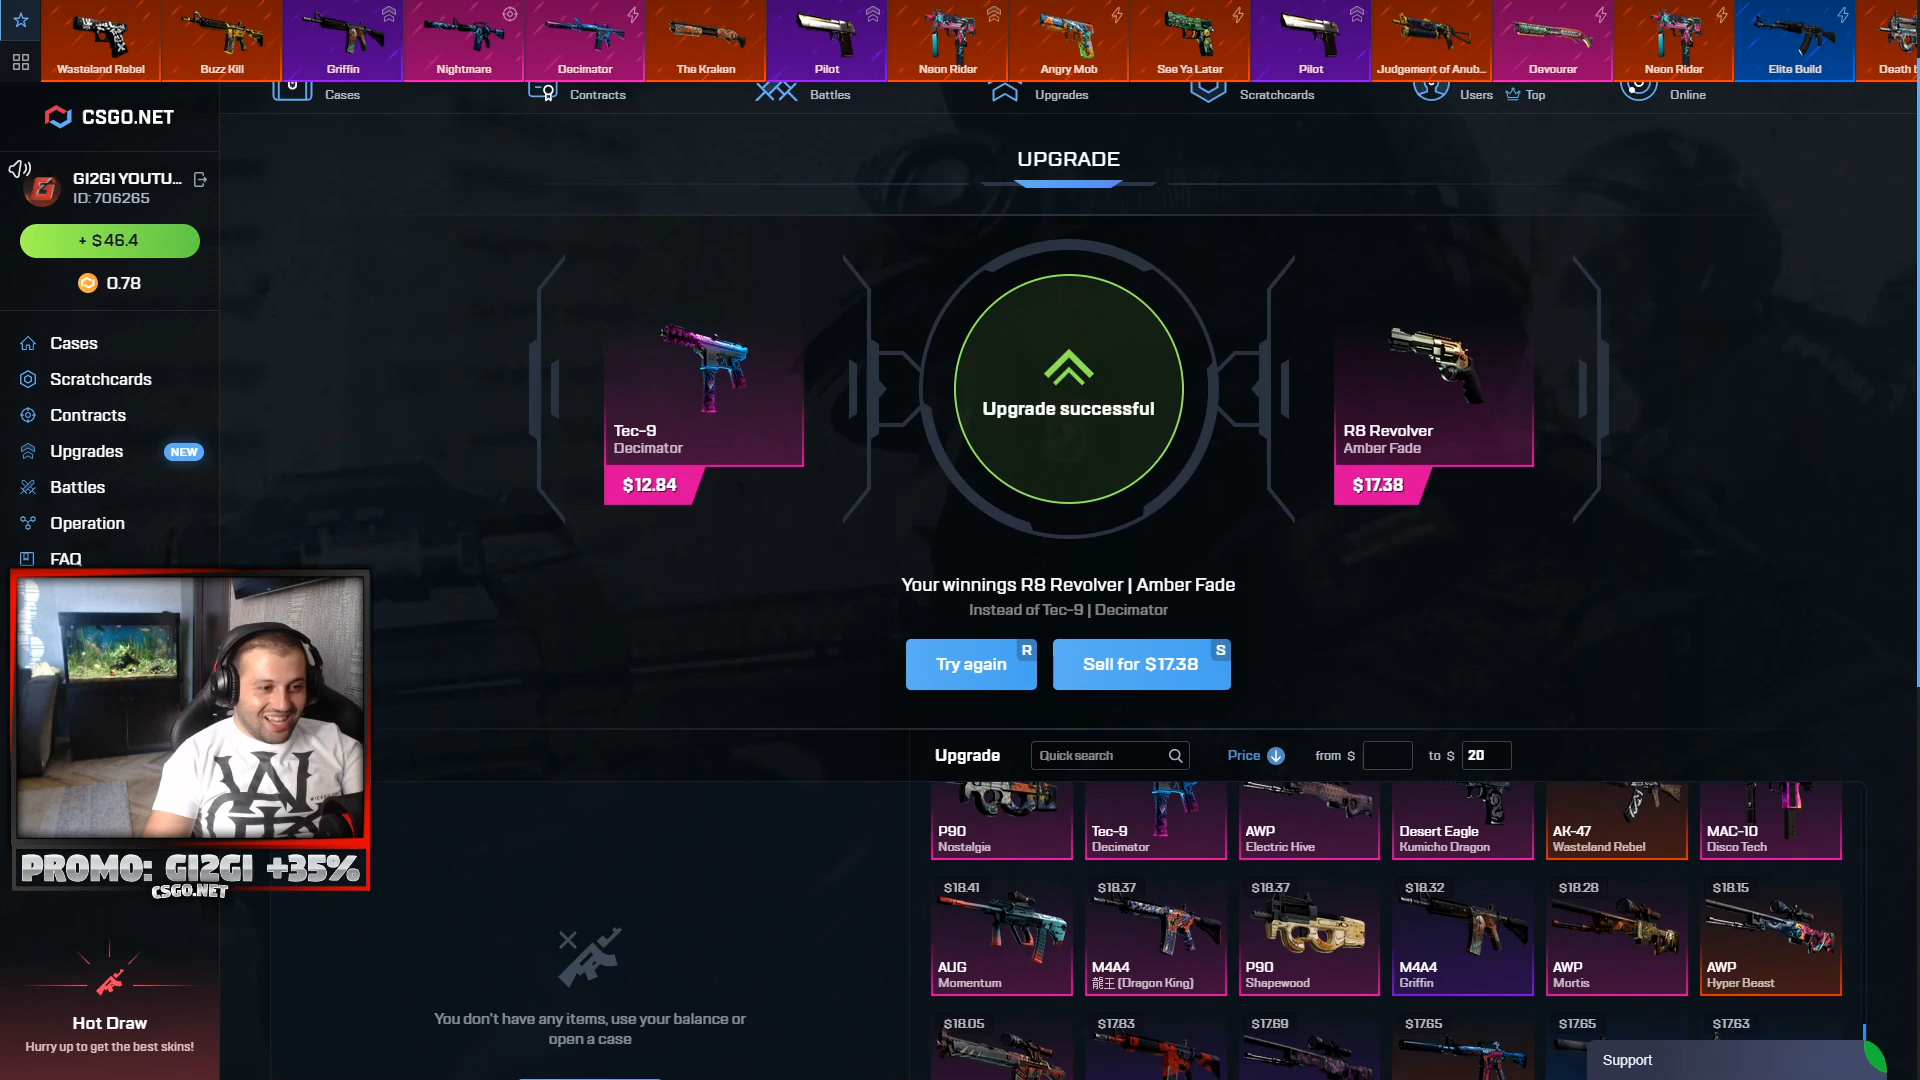 Wasteland Rebel
Buzz Kill
Griffin
Nightmare
Decimator
The Kraken
Pilot
Neon Rider
Angry Mob
See Ya Later
Pilot
Judgement of Anub...
Devourer
Neon Rider
Elite Build
Death
Cases
Contracts
Battles
Upgrades
Scratchcards
Users
Top
Online
CSGO.NET
GI2GI YOUTU...
ID: 706265
+ $46.4
0.78
Cases
Scratchcards
Contracts
Upgrades NEW
Battles
Operation
FAQ
UPGRADE
Upgrade successful
Tec-9
Decimator
$12.84
R8 Revolver
Amber Fade
$17.38
Your winnings R8 Revolver | Amber Fade
Instead of Tec-9 | Decimator
Try again R
Sell for $17.38 S
Upgrade
Quick search
Price
from $
to $ 20
P90
Nostalgia
Tec-9
Decimator
AWP
Electric Hive
Desert Eagle
Kumicho Dragon
AK-47
Wasteland Rebel
MAC-10
Disco Tech
$18.41
AUG
Momentum
$18.37
M4A4
龍王 (Dragon King)
$18.37
P90
Shapewood
$18.32
M4A4
Griffin
$18.28
AWP
Mortis
$18.15
AWP
Hyper Beast
$18.05
$17.83
$17.69
$17.65
$17.65
$17.63
You don't have any items, use your balance or
open a case
PROMO: GI2GI +35%
CSGO.NET
Hot Draw
Hurry up to get the best skins!
Support